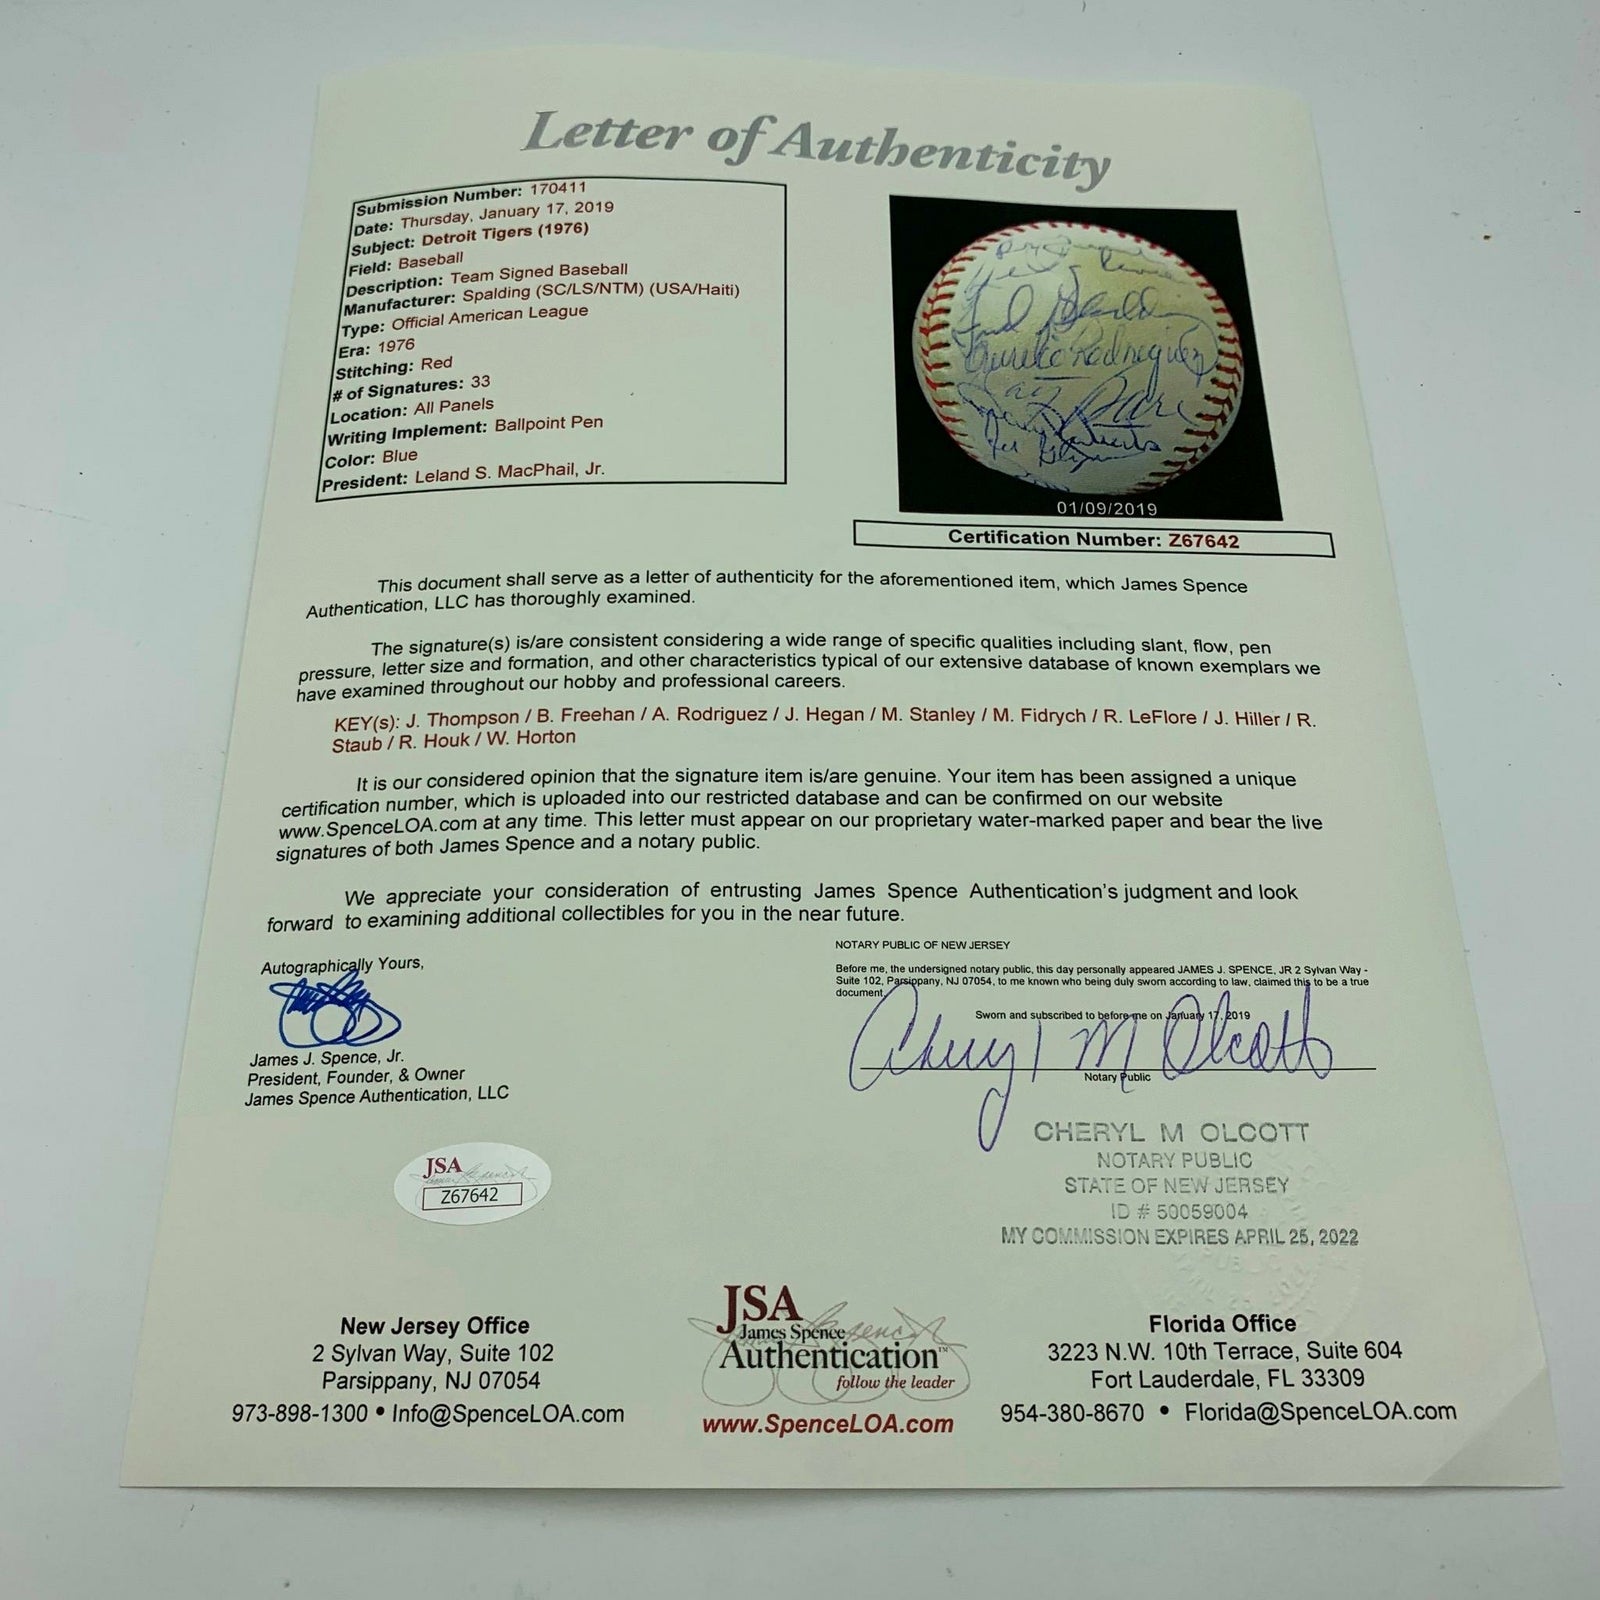 Letter of Authenticity
Submission Number: 170411
Date: Thursday, January 17, 2019
Subject: Detroit Tigers (1976)
Field: Baseball
Description: Team Signed Baseball
Manufacturer: Spalding (SC/LS/NTM) (USA/Haiti)
Type: Official American League
Era: 1976
Stitching: Red
# of Signatures: 33
Location: All Panels
Writing Implement: Ballpoint Pen
Color: Blue
President: Leland S. MacPhail, Jr.
Aurelio Rodriguez
01/09/2019
Certification Number: Z67642
This document shall serve as a letter of authenticity for the aforementioned item, which James Spence
Authentication, LLC has thoroughly examined.
The signature(s) is/are consistent considering a wide range of specific qualities including slant, flow, pen
pressure, letter size and formation, and other characteristics typical of our extensive database of known exemplars we
have examined throughout our hobby and professional careers.
KEY(s): J. Thompson / B. Freehan / A. Rodriguez / J. Hegan / M. Stanley / M. Fidrych / R. LeFlore / J. Hiller / R.
Staub / R. Houk / W. Horton
It is our considered opinion that the signature item is/are genuine. Your item has been assigned a unique
certification number, which is uploaded into our restricted database and can be confirmed on our website
www.SpenceLOA.com at any time. This letter must appear on our proprietary water-marked paper and bear the live
signatures of both James Spence and a notary public.
We appreciate your consideration of entrusting James Spence Authentication's judgment and look
forward to examining additional collectibles for you in the near future.
Autographically Yours,
James J. Spence, Jr.
President, Founder, & Owner
James Spence Authentication, LLC
NOTARY PUBLIC OF NEW JERSEY
Before me, the undersigned notary public, this day personally appeared JAMES J. SPENCE, JR 2 Sylvan Way -
Suite 102, Parsippany, NJ 07054, to me known who being duly sworn according to law, claimed this to be a true
document.
Sworn and subscribed to before me on January 17, 2019
Cheryl M Olcott
Notary Public
CHERYL M OLCOTT
NOTARY PUBLIC
STATE OF NEW JERSEY
ID # 50059004
MY COMMISSION EXPIRES APRIL 25, 2022
JSA
Z67642
New Jersey Office
2 Sylvan Way, Suite 102
Parsippany, NJ 07054
973-898-1300 • Info@SpenceLOA.com
JSA
James Spence
Authentication™
follow the leader
www.SpenceLOA.com
Florida Office
3223 N.W. 10th Terrace, Suite 604
Fort Lauderdale, FL 33309
954-380-8670 • Florida@SpenceLOA.com